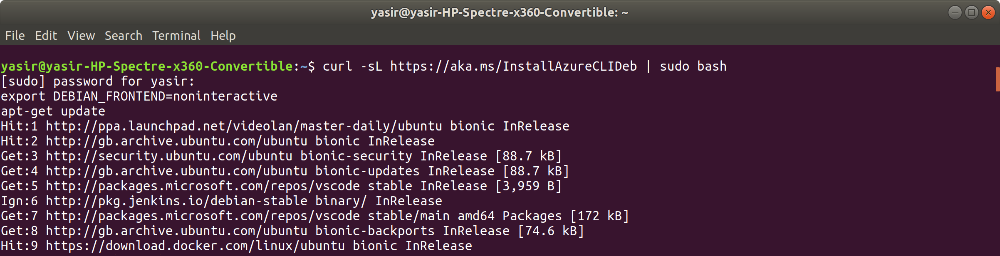 yasir@yasir-HP-Spectre-x360-Convertible: ~
File Edit View Search Terminal Help
yasir@yasir-HP-Spectre-x360-Convertible:~$ curl -sL https://aka.ms/InstallAzureCLIDeb | sudo bash
[sudo] password for yasir:
export DEBIAN_FRONTEND=noninteractive
apt-get update
Hit:1 http://ppa.launchpad.net/videolan/master-daily/ubuntu bionic InRelease
Hit:2 http://gb.archive.ubuntu.com/ubuntu bionic InRelease
Get:3 http://security.ubuntu.com/ubuntu bionic-security InRelease [88.7 kB]
Get:4 http://gb.archive.ubuntu.com/ubuntu bionic-updates InRelease [88.7 kB]
Get:5 http://packages.microsoft.com/repos/vscode stable InRelease [3,959 B]
Ign:6 http://pkg.jenkins.io/debian-stable binary/ InRelease
Get:7 http://packages.microsoft.com/repos/vscode stable/main amd64 Packages [172 kB]
Get:8 http://gb.archive.ubuntu.com/ubuntu bionic-backports InRelease [74.6 kB]
Hit:9 https://download.docker.com/linux/ubuntu bionic InRelease